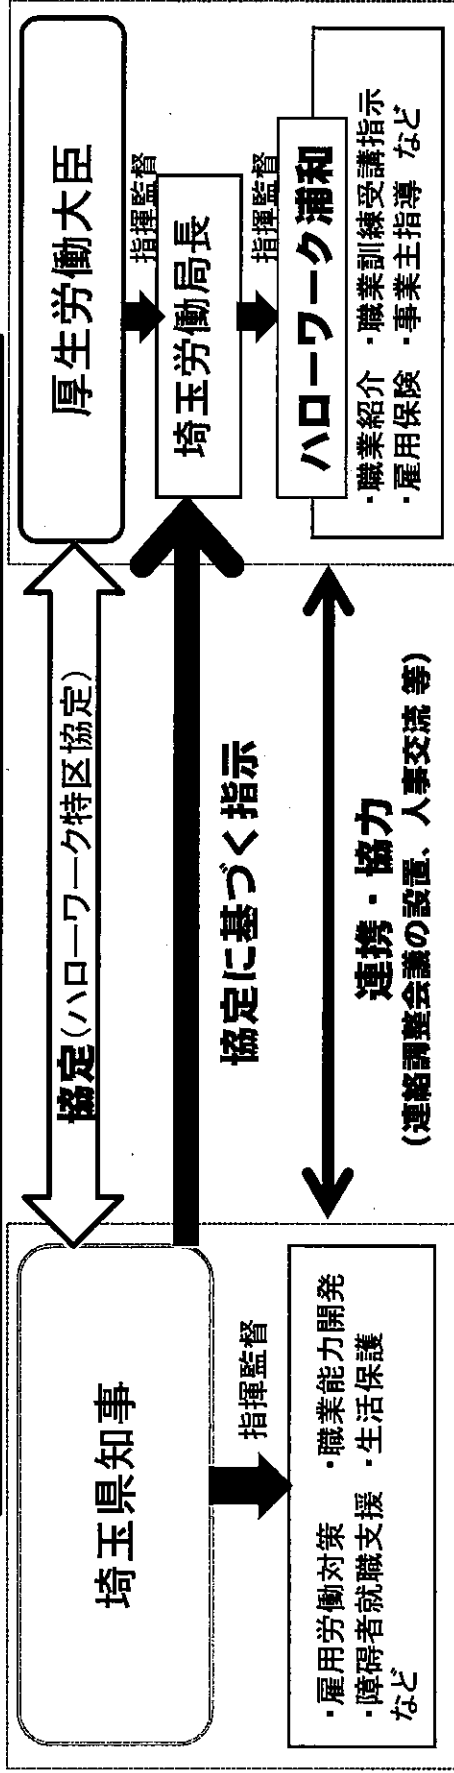 埼玉県知事
指揮監督
・雇用労働対策 ・職業能力開発
・障碍者就職支援 ・生活保護
など
協定(ハローワーク特区協定)
協定に基づく指示
連携・協力
(連絡調整会議の設置、人事交流 等)
厚生労働大臣
指揮監督
埼玉労働局長
指揮監督
ハローワーク浦和
・職業紹介 ・職業訓練受講指示
・雇用保険 ・事業主指導 など